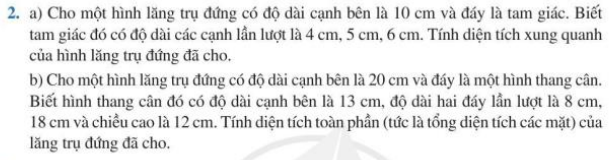 2. a) Cho một hình lăng trụ đứng có độ dài cạnh bên là 10 cm và đáy là tam giác. Biết
tam giác đó có độ dài các cạnh lần lượt là 4 cm, 5 cm, 6 cm. Tính diện tích xung quanh
của hình lăng trụ đứng đã cho.
b) Cho một hình lăng trụ đứng có độ dài cạnh bên là 20 cm và đáy là một hình thang cân.
Biết hình thang cân đó có độ dài cạnh bên là 13 cm, độ dài hai đáy lần lượt là 8 cm,
18 cm và chiều cao là 12 cm. Tính diện tích toàn phần (tức là tổng diện tích các mặt) của
lăng trụ đứng đã cho.